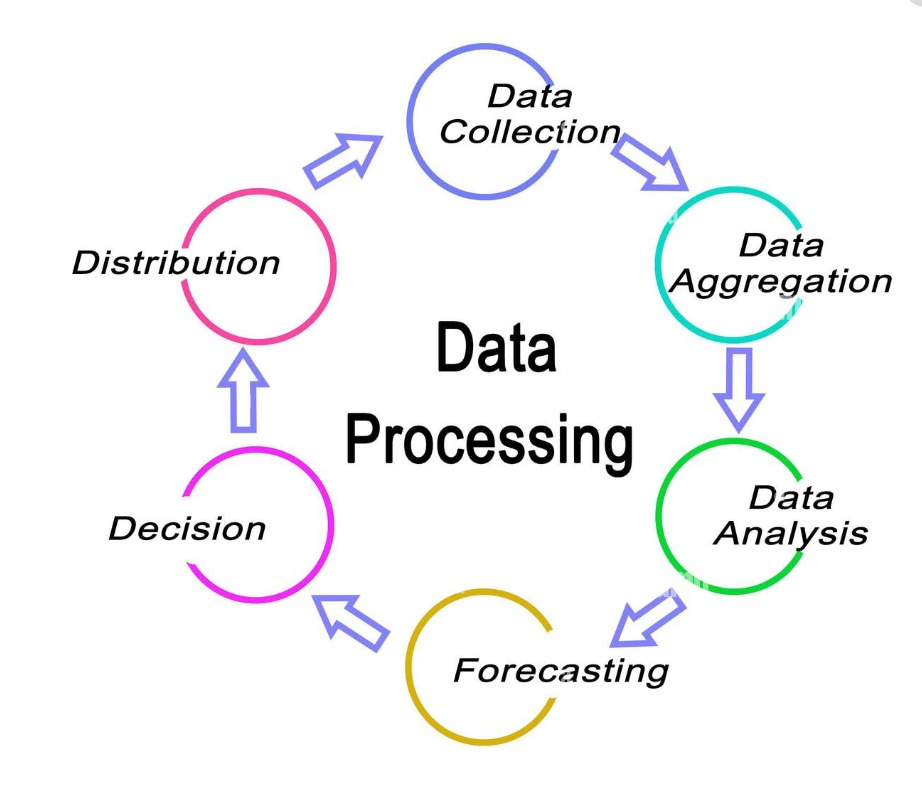 Data
Collection
Data
Aggregation
Data
Analysis
Forecasting
Decision
Distribution
Data
Processing